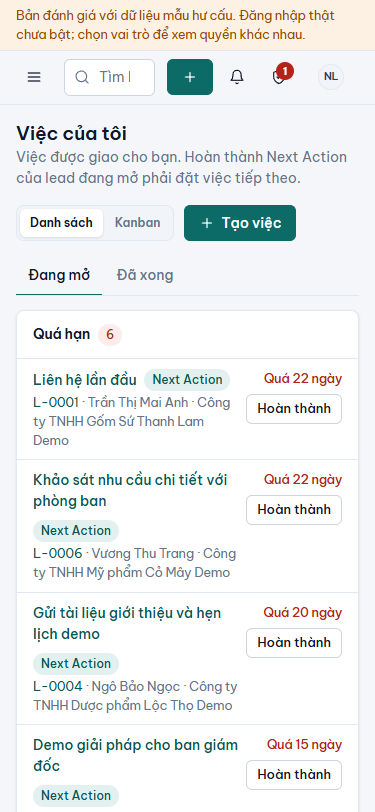 Bản đánh giá với dữ liệu mẫu hư cấu. Đăng nhập thật
chưa bật; chọn vai trò để xem quyền khác nhau.
Tìm
1
NL
Việc của tôi
Việc được giao cho bạn. Hoàn thành Next Action
của lead đang mở phải đặt việc tiếp theo.
Danh sách
Kanban
+ Tạo việc
Đang mở
Đã xong
Quá hạn 6
Liên hệ lần đầu Next Action
Quá 22 ngày
L-0001 · Trần Thị Mai Anh · Công
ty TNHH Gốm Sứ Thanh Lam
Demo
Hoàn thành
Khảo sát nhu cầu chi tiết với
phòng ban
Quá 22 ngày
Next Action
Hoàn thành
L-0006 · Vương Thu Trang · Công
ty TNHH Mỹ phẩm Cỏ Mây Demo
Gửi tài liệu giới thiệu và hẹn
lịch demo
Quá 20 ngày
Next Action
Hoàn thành
L-0004 · Ngô Bảo Ngọc · Công ty
TNHH Dược phẩm Lộc Thọ Demo
Demo giải pháp cho ban giám
đốc
Quá 15 ngày
Next Action
Hoàn thành